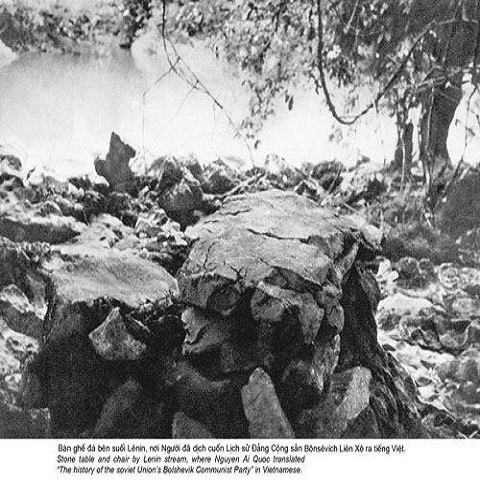 Bàn ghế đá bên suối Lênin, nơi Người đã dịch cuốn Lịch sử Đảng Cộng sản Bônsêvích Liên Xô ra tiếng Việt.
Stone table and chair by Lenin stream, where Nguyen Ai Quoc translated
"The history of the soviet Union's Bolshevik Communist Party" in Vietnamese.